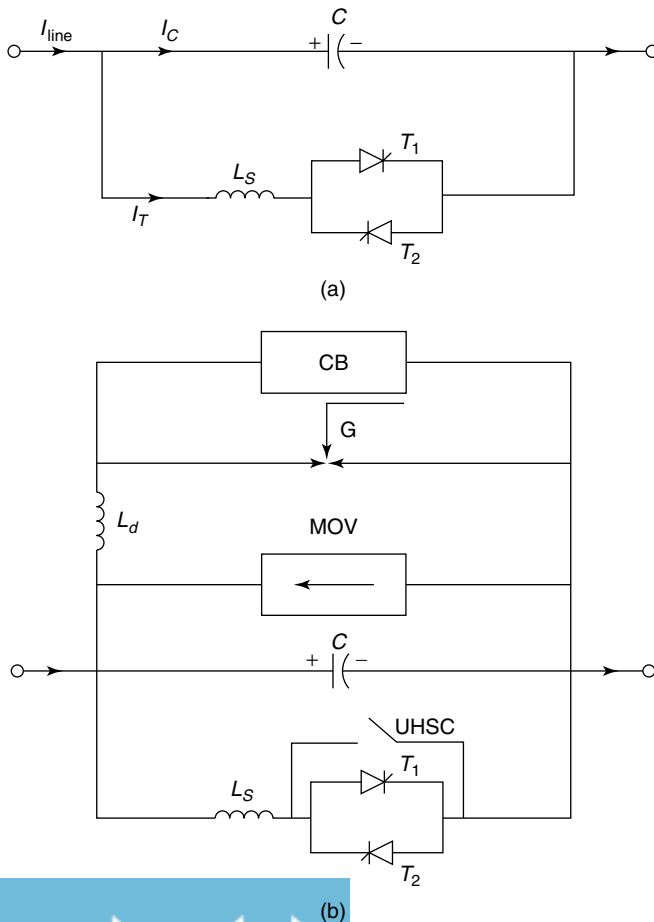 I_line I_C + C −
T_1
L_S
I_T
T_2
(a)
CB
G
L_d
MOV
C
+ −
UHSC
T_1
L_S
T_2
(b)